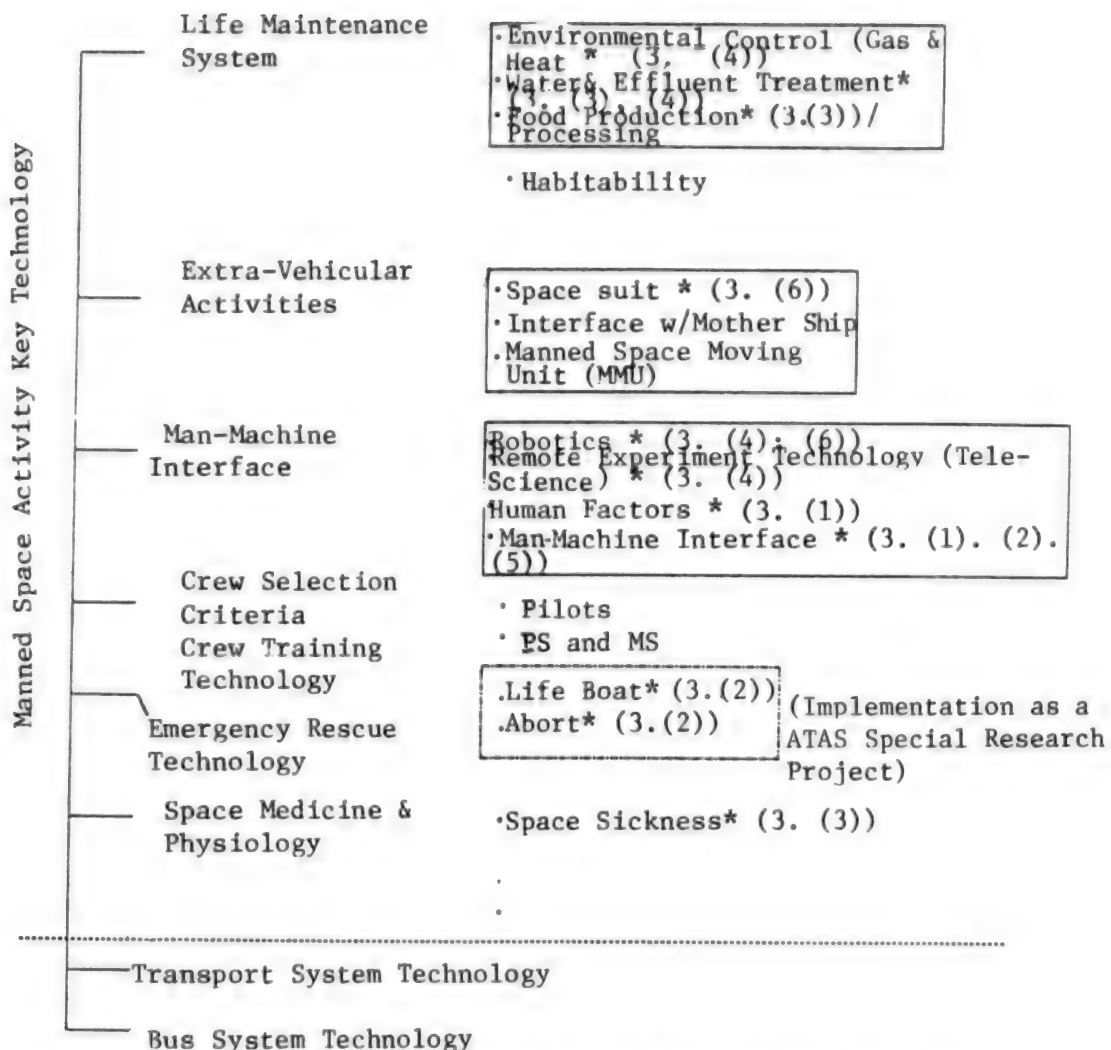 Manned Space Activity Key Technology
Life Maintenance
System
·Environmental Control (Gas &
Heat * (3. (4))
·Water& Effluent Treatment*
(3. (3). (4))
·Food Production* (3.(3))/
Processing
·Habitability
Extra-Vehicular
Activities
·Space suit * (3. (6))
·Interface w/Mother Ship
.Manned Space Moving
Unit (MMU)
Man-Machine
Interface
Robotics * (3. (4). (6))
Remote Experiment Technology (Tele-
Science) * (3. (4))
Human Factors * (3. (1))
·Man-Machine Interface * (3. (1). (2).
(5))
Crew Selection
Criteria
Crew Training
Technology
· Pilots
· PS and MS
Emergency Rescue
Technology
.Life Boat* (3.(2))
.Abort* (3.(2))
(Implementation as a
ATAS Special Research
Project)
Space Medicine &
Physiology
·Space Sickness* (3. (3))
·
·
Transport System Technology
Bus System Technology